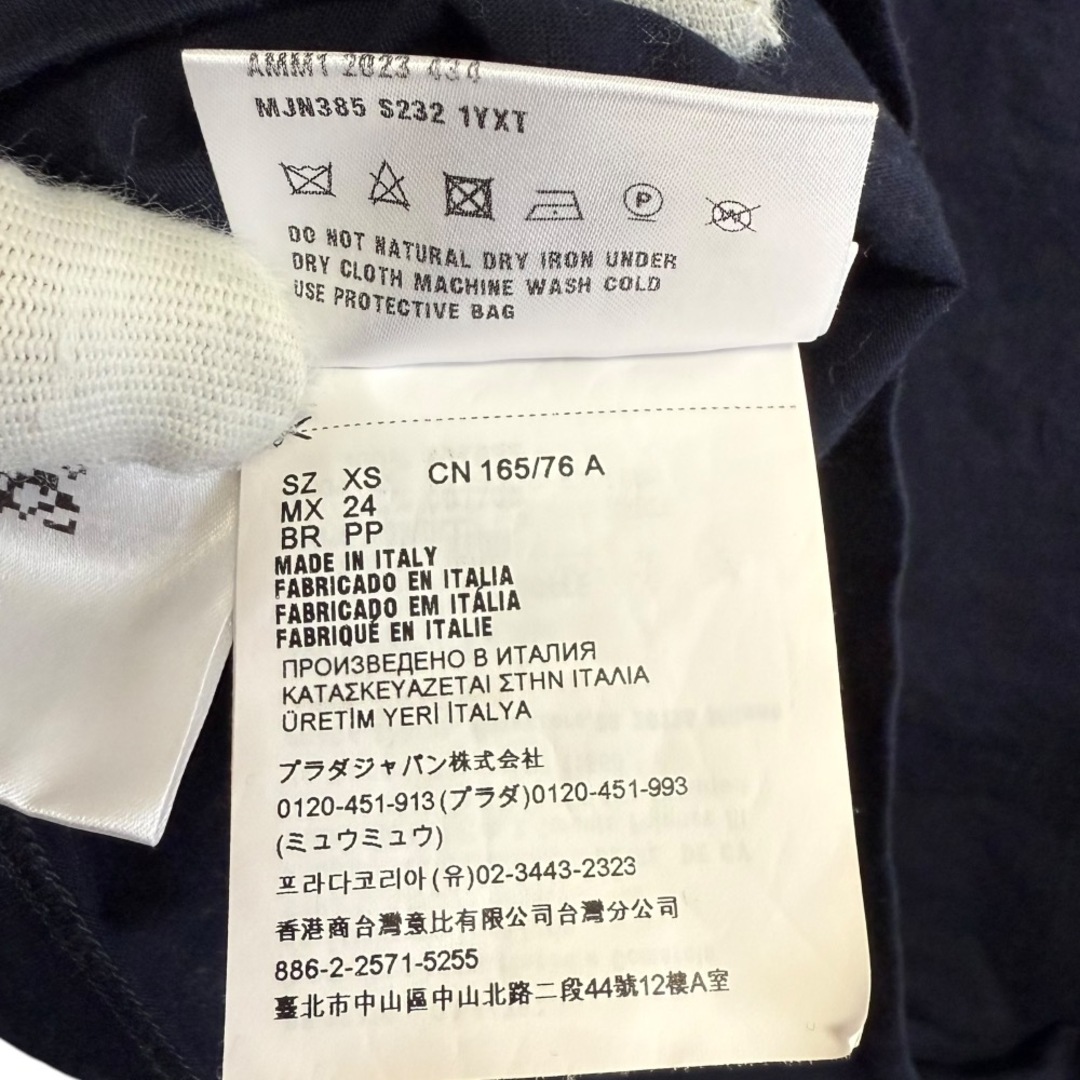 AMM1 2023 434
MJN385 S232 1YXT
P
W
DO NOT NATURAL DRY IRON UNDER
DRY CLOTH MACHINE WASH COLD
USE PROTECTIVE BAG
SZ XS CN 165/76 A
MX 24
BR PP
MADE IN ITALY
FABRICADO EN ITALIA
FABRICADO EM ITÁLIA
FABRIQUÉ EN ITALIE
ПРОИЗВЕДЕНО В ИТАЛИЯ
ΚΑΤΑΣΚΕΥΑΖΕΤΑΙ ΣΤΗΝ ΙΤΑΛΙΑ
ÜRETİM YERİ İTALYA
プラダジャパン株式会社
0120-451-913(プラダ)0120-451-993
(ミュウミュウ)
프라다코리아(유)02-3443-2323
香港商台灣意比有限公司台灣分公司
886-2-2571-5255
臺北市中山區中山北路二段44號12樓A室